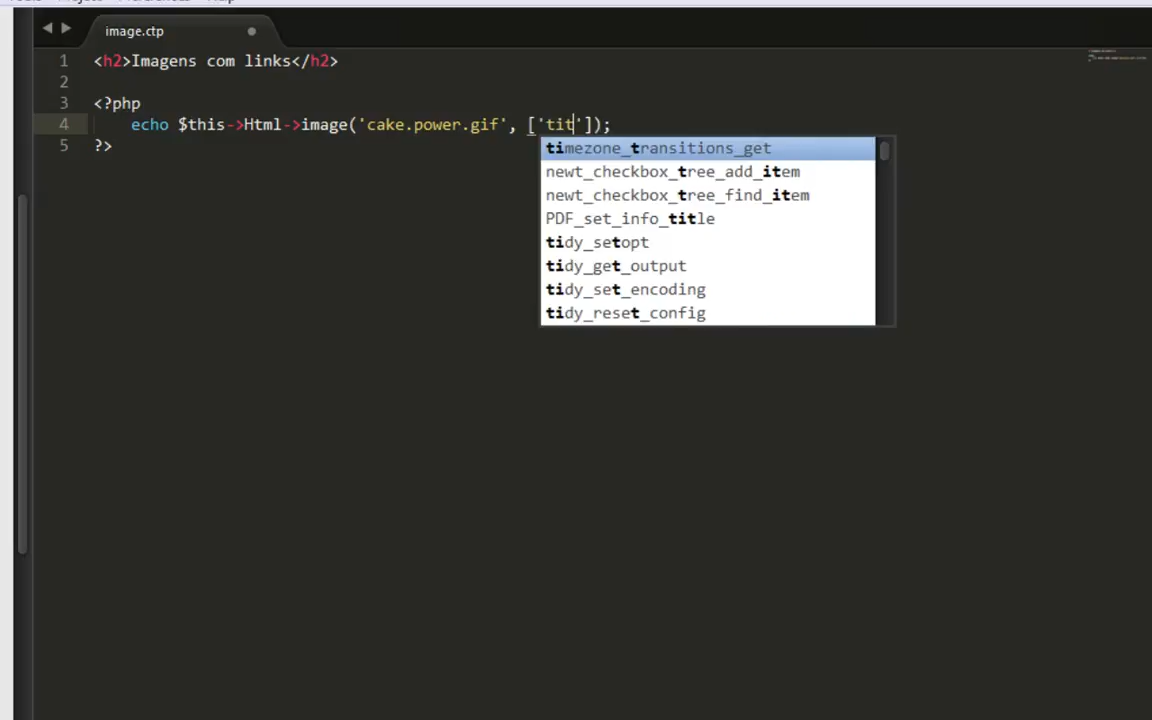 image.ctp
1 <h2>Imagens com links</h2>
2
3 <?php
4 echo $this->Html->image('cake.power.gif', ['tit']);
5 ?>
timezone_transitions_get
newt_checkbox_tree_add_item
newt_checkbox_tree_find_item
PDF_set_info_title
tidy_setopt
tidy_get_output
tidy_set_encoding
tidy_reset_config